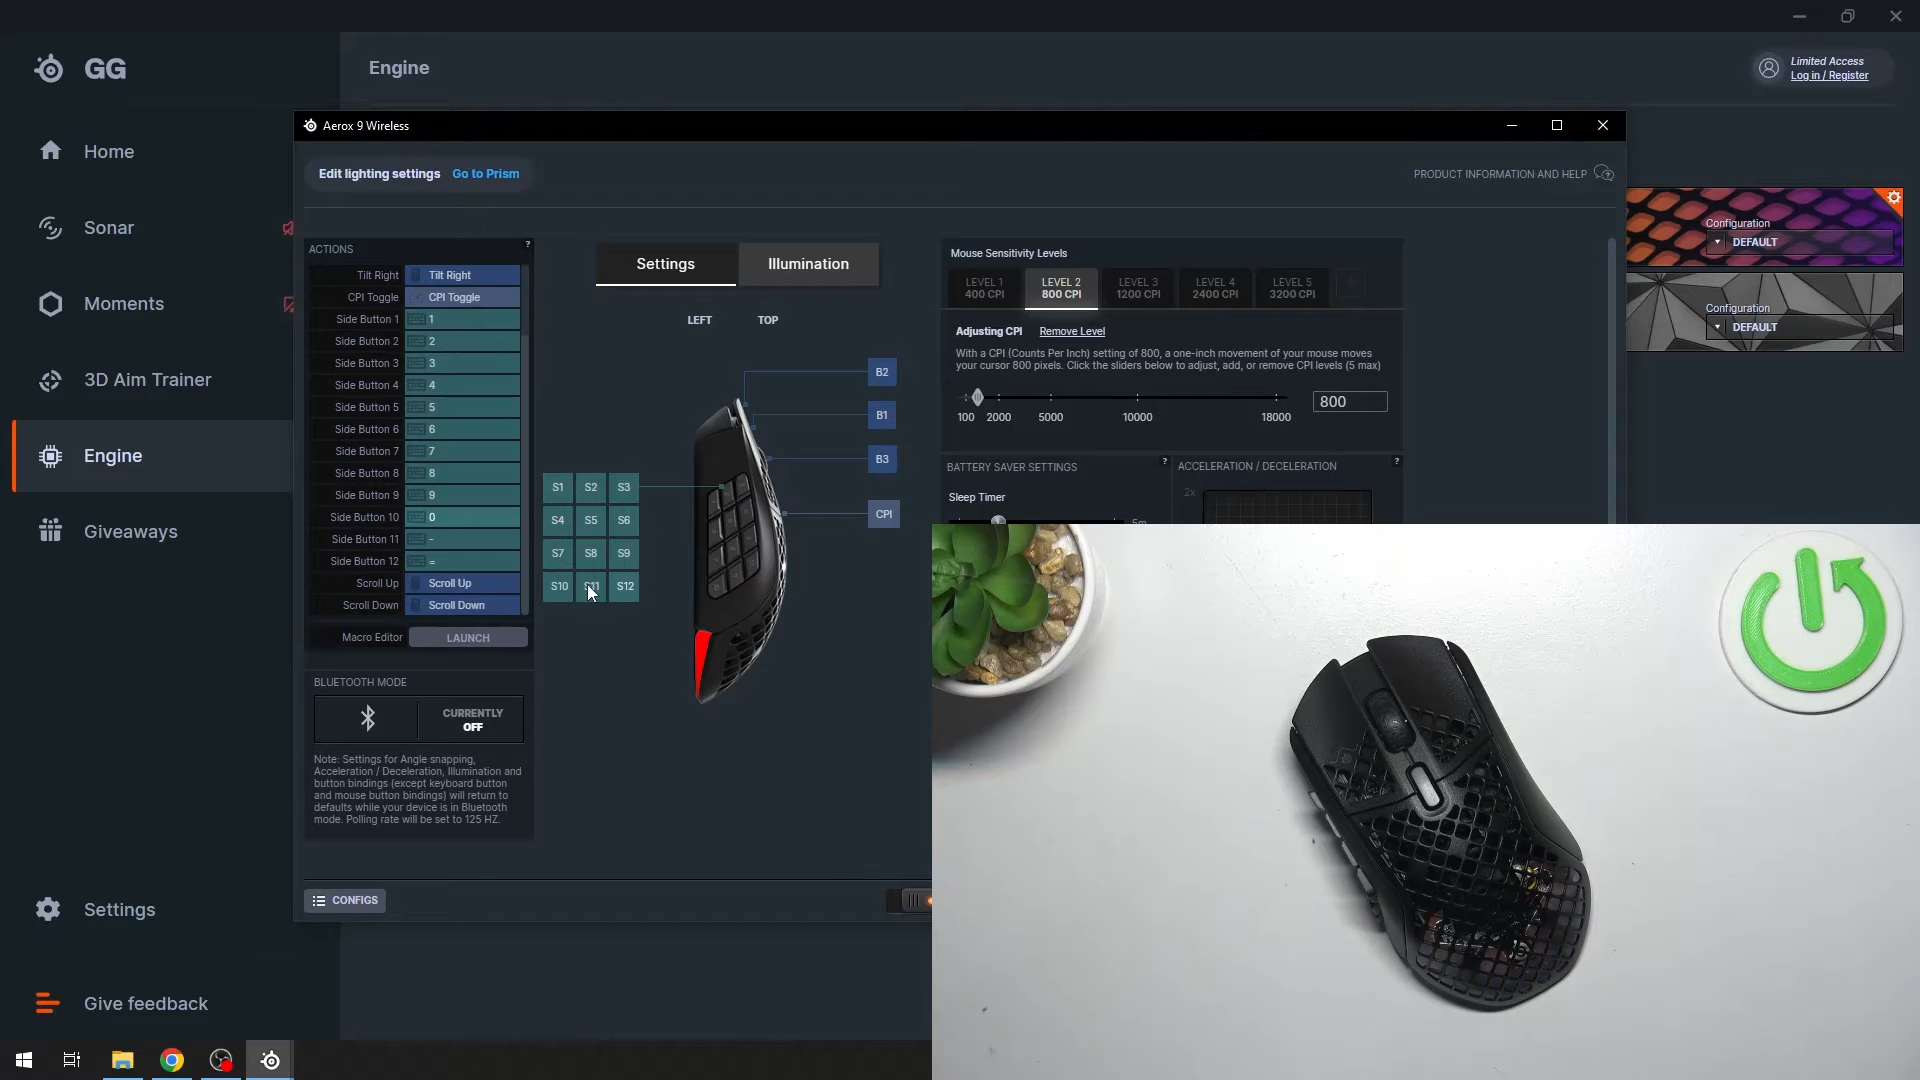 GG
Engine
Limited Access
Log in / Register
Home
Sonar
Moments
3D Aim Trainer
Engine
Giveaways
Settings
Give feedback
Aerox 9 Wireless
Edit lighting settings Go to Prism
PRODUCT INFORMATION AND HELP
Configuration
DEFAULT
Configuration
DEFAULT
ACTIONS ?
Tilt Right Tilt Right
CPI Toggle CPI Toggle
Side Button 1 1
Side Button 2 2
Side Button 3 3
Side Button 4 4
Side Button 5 5
Side Button 6 6
Side Button 7 7
Side Button 8 8
Side Button 9 9
Side Button 10 0
Side Button 11 -
Side Button 12 =
Scroll Up Scroll Up
Scroll Down Scroll Down
Macro Editor LAUNCH
BLUETOOTH MODE
CURRENTLY
OFF
Note: Settings for Angle snapping,
Acceleration / Deceleration, Illumination and
button bindings (except keyboard button
and mouse button bindings) will return to
defaults while your device is in Bluetooth
mode. Polling rate will be set to 125 HZ.
CONFIGS
Settings Illumination
LEFT TOP
B2
B1
B3
CPI
S1 S2 S3
S4 S5 S6
S7 S8 S9
S10 S11 S12
Mouse Sensitivity Levels
LEVEL 1 LEVEL 2 LEVEL 3 LEVEL 4 LEVEL 5
400 CPI 800 CPI 1200 CPI 2400 CPI 3200 CPI
Adjusting CPI Remove Level
With a CPI (Counts Per Inch) setting of 800, a one-inch movement of your mouse moves
your cursor 800 pixels. Click the sliders below to adjust, add, or remove CPI levels (5 max)
800
100 2000 5000 10000 18000
BATTERY SAVER SETTINGS ?
Sleep Timer
5m
ACCELERATION / DECELERATION ?
2x